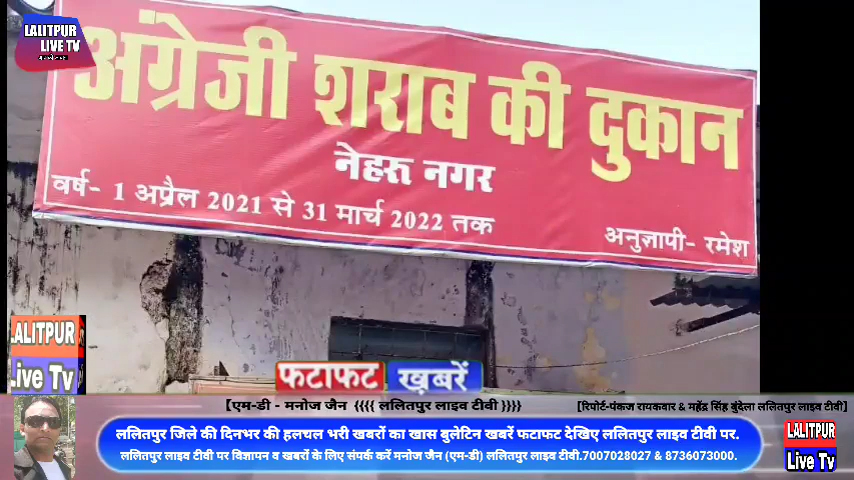 LALITPUR
LIVE TV
अंग्रेजी शराब की दुकान
नेहरू नगर
वर्ष- 1 अप्रैल 2021 से 31 मार्च 2022 तक
अनुज्ञापी- रमेश
LALITPUR
Live Tv
फटाफट ख़बरें
【एम-डी - मनोज जैन {{{{ ललितपुर लाइव टीवी }}}}
[रिपोर्ट-पंकज रायकवार & महेंद्र सिंह बुंदेला ललितपुर लाइव टीवी]
ललितपुर जिले की दिनभर की हलचल भरी खबरों का खास बुलेटिन खबरें फटाफट देखिए ललितपुर लाइव टीवी पर.
ललितपुर लाइव टीवी पर विज्ञापन व खबरों के लिए संपर्क करें मनोज जैन (एम-डी) ललितपुर लाइव टीवी.7007028027 & 8736073000.
LALITPUR
Live Tv